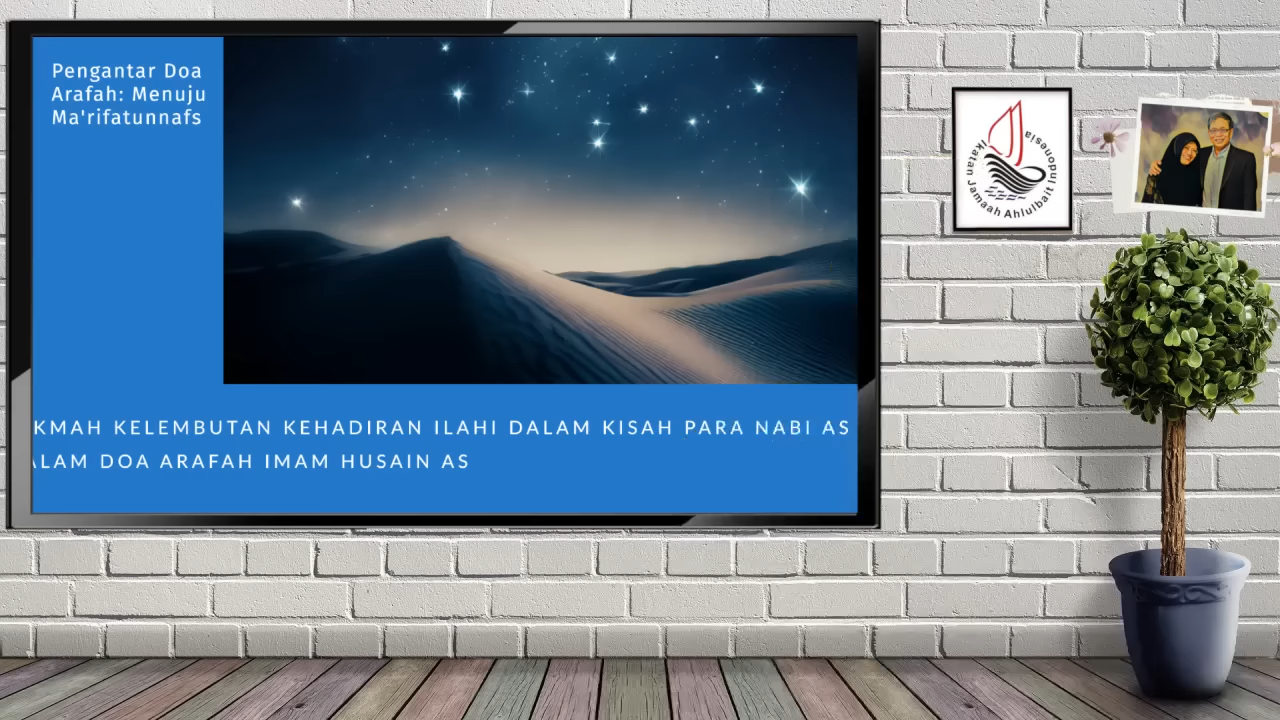 Pengantar Doa
Arafah: Menuju
Ma'rifatunnafs
KMAH KELEMBUTAN KEHADIRAN ILAHI DALAM KISAH PARA NABI AS
ALAM DOA ARAFAH IMAM HUSAIN AS
Ikatan Jamaah Ahlulbait Indonesia